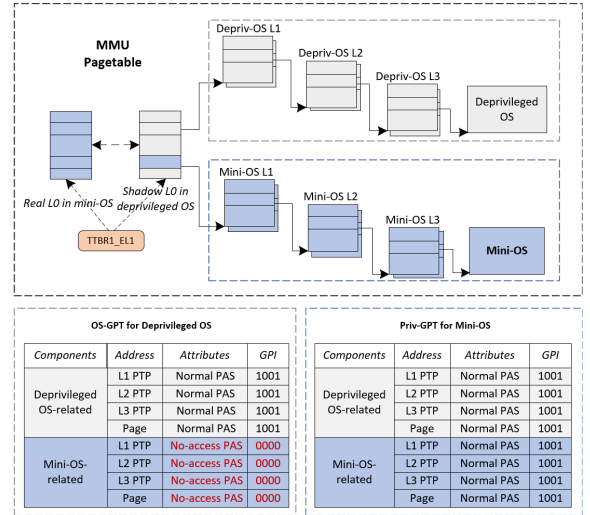 MMU
Pagetable
Depriv-OS L1
Depriv-OS L2
Depriv-OS L3
Deprivileged
OS
Real L0 in mini-OS
Shadow L0 in
deprivileged OS
TTBR1_EL1
Mini-OS L1
Mini-OS L2
Mini-OS L3
Mini-OS
OS-GPT for Deprivileged OS
Components Address Attributes GPI
Deprivileged
OS-related
L1 PTP Normal PAS 1001
L2 PTP Normal PAS 1001
L3 PTP Normal PAS 1001
Page Normal PAS 1001
Mini-OS-
related
L1 PTP No-access PAS 0000
L2 PTP No-access PAS 0000
L3 PTP No-access PAS 0000
Page No-access PAS 0000
Priv-GPT for Mini-OS
Components Address Attributes GPI
Deprivileged
OS-related
L1 PTP Normal PAS 1001
L2 PTP Normal PAS 1001
L3 PTP Normal PAS 1001
Page Normal PAS 1001
Mini-OS-
related
L1 PTP Normal PAS 1001
L2 PTP Normal PAS 1001
L3 PTP Normal PAS 1001
Page Normal PAS 1001